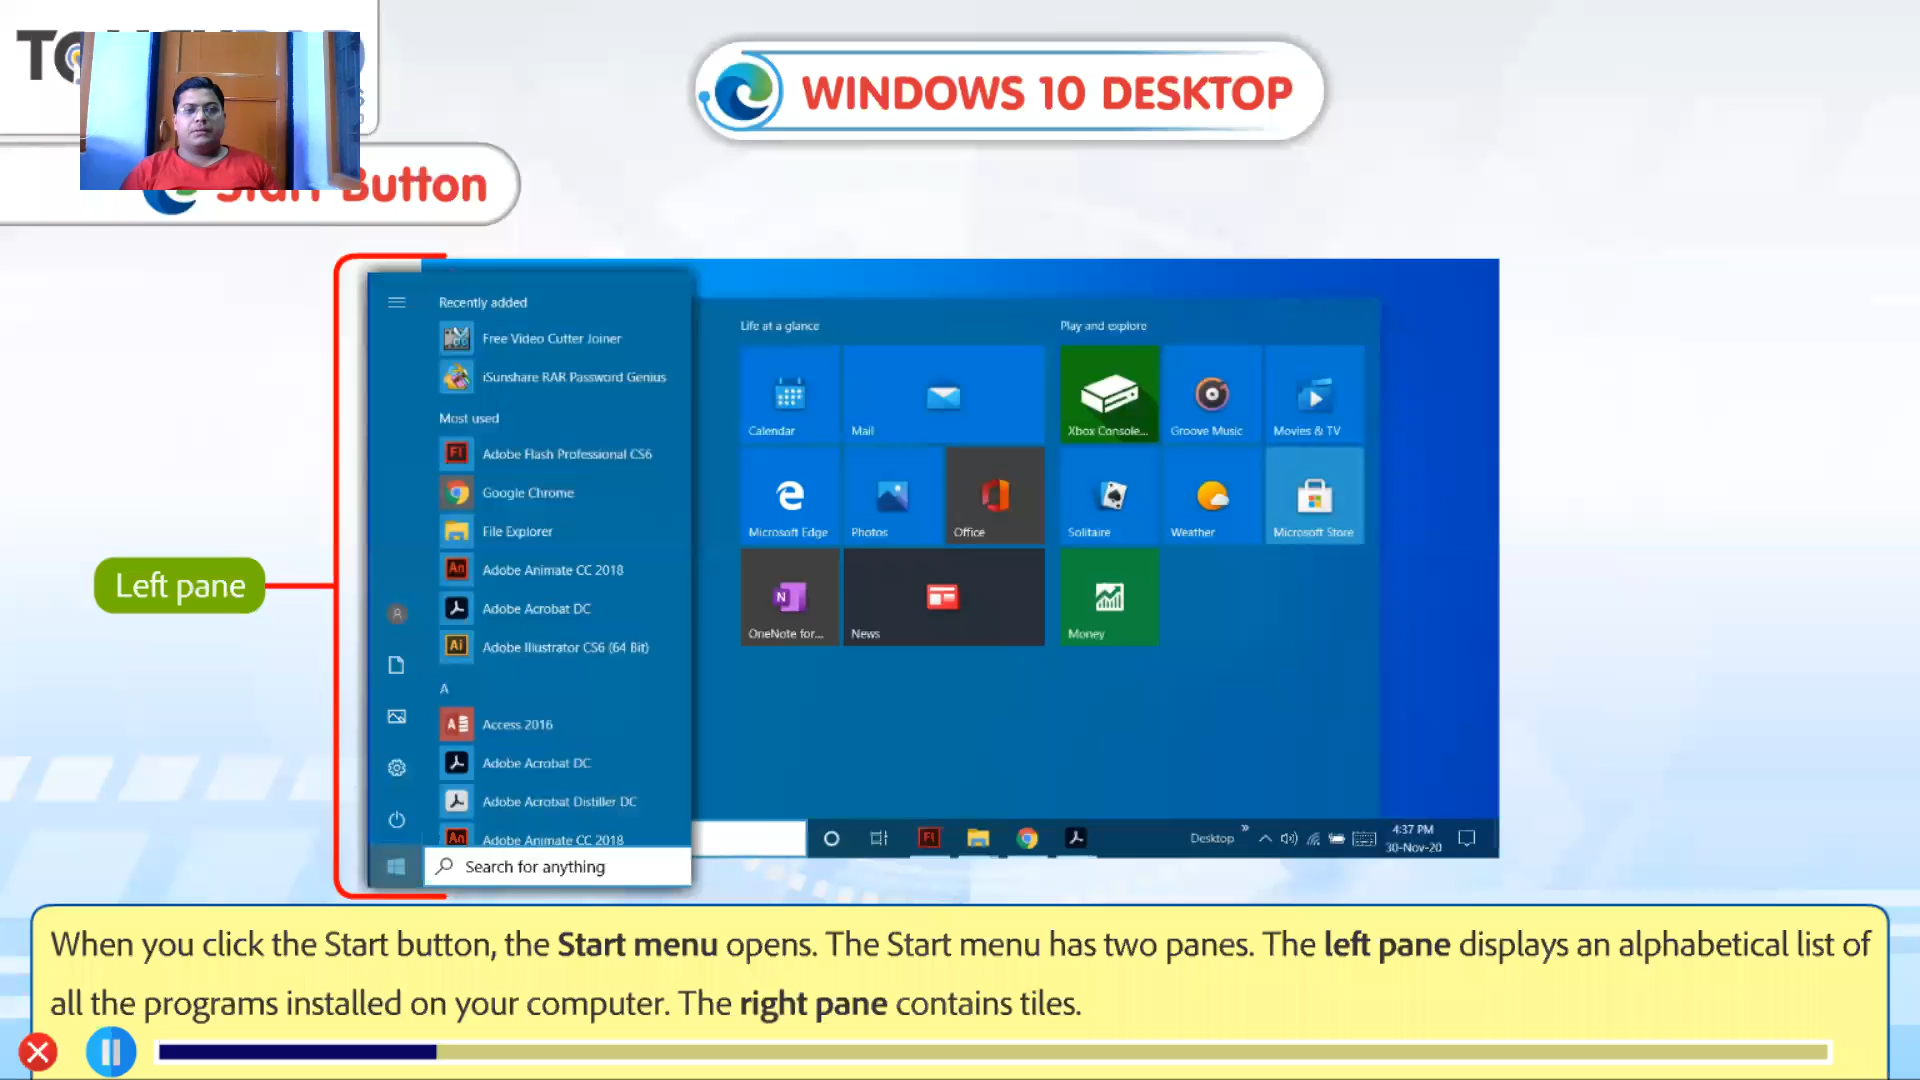 WINDOWS 10 DESKTOP
Start Button
Recently added
Free Video Cutter Joiner
iSunshare RAR Password Genius
Most used
Adobe Flash Professional CS6
Google Chrome
File Explorer
Adobe Animate CC 2018
Adobe Acrobat DC
Adobe Illustrator CS6 (64 Bit)
A
Access 2016
Adobe Acrobat DC
Adobe Acrobat Distiller DC
Adobe Animate CC 2018
Search for anything
Left pane
Life at a glance
Calendar
Mail
Microsoft Edge
Photos
Office
OneNote for...
News
Play and explore
Xbox Console...
Groove Music
Movies & TV
Solitaire
Weather
Microsoft Store
Money
Desktop
4:37 PM
30-Nov-20
When you click the Start button, the Start menu opens. The Start menu has two panes. The left pane displays an alphabetical list of
all the programs installed on your computer. The right pane contains tiles.